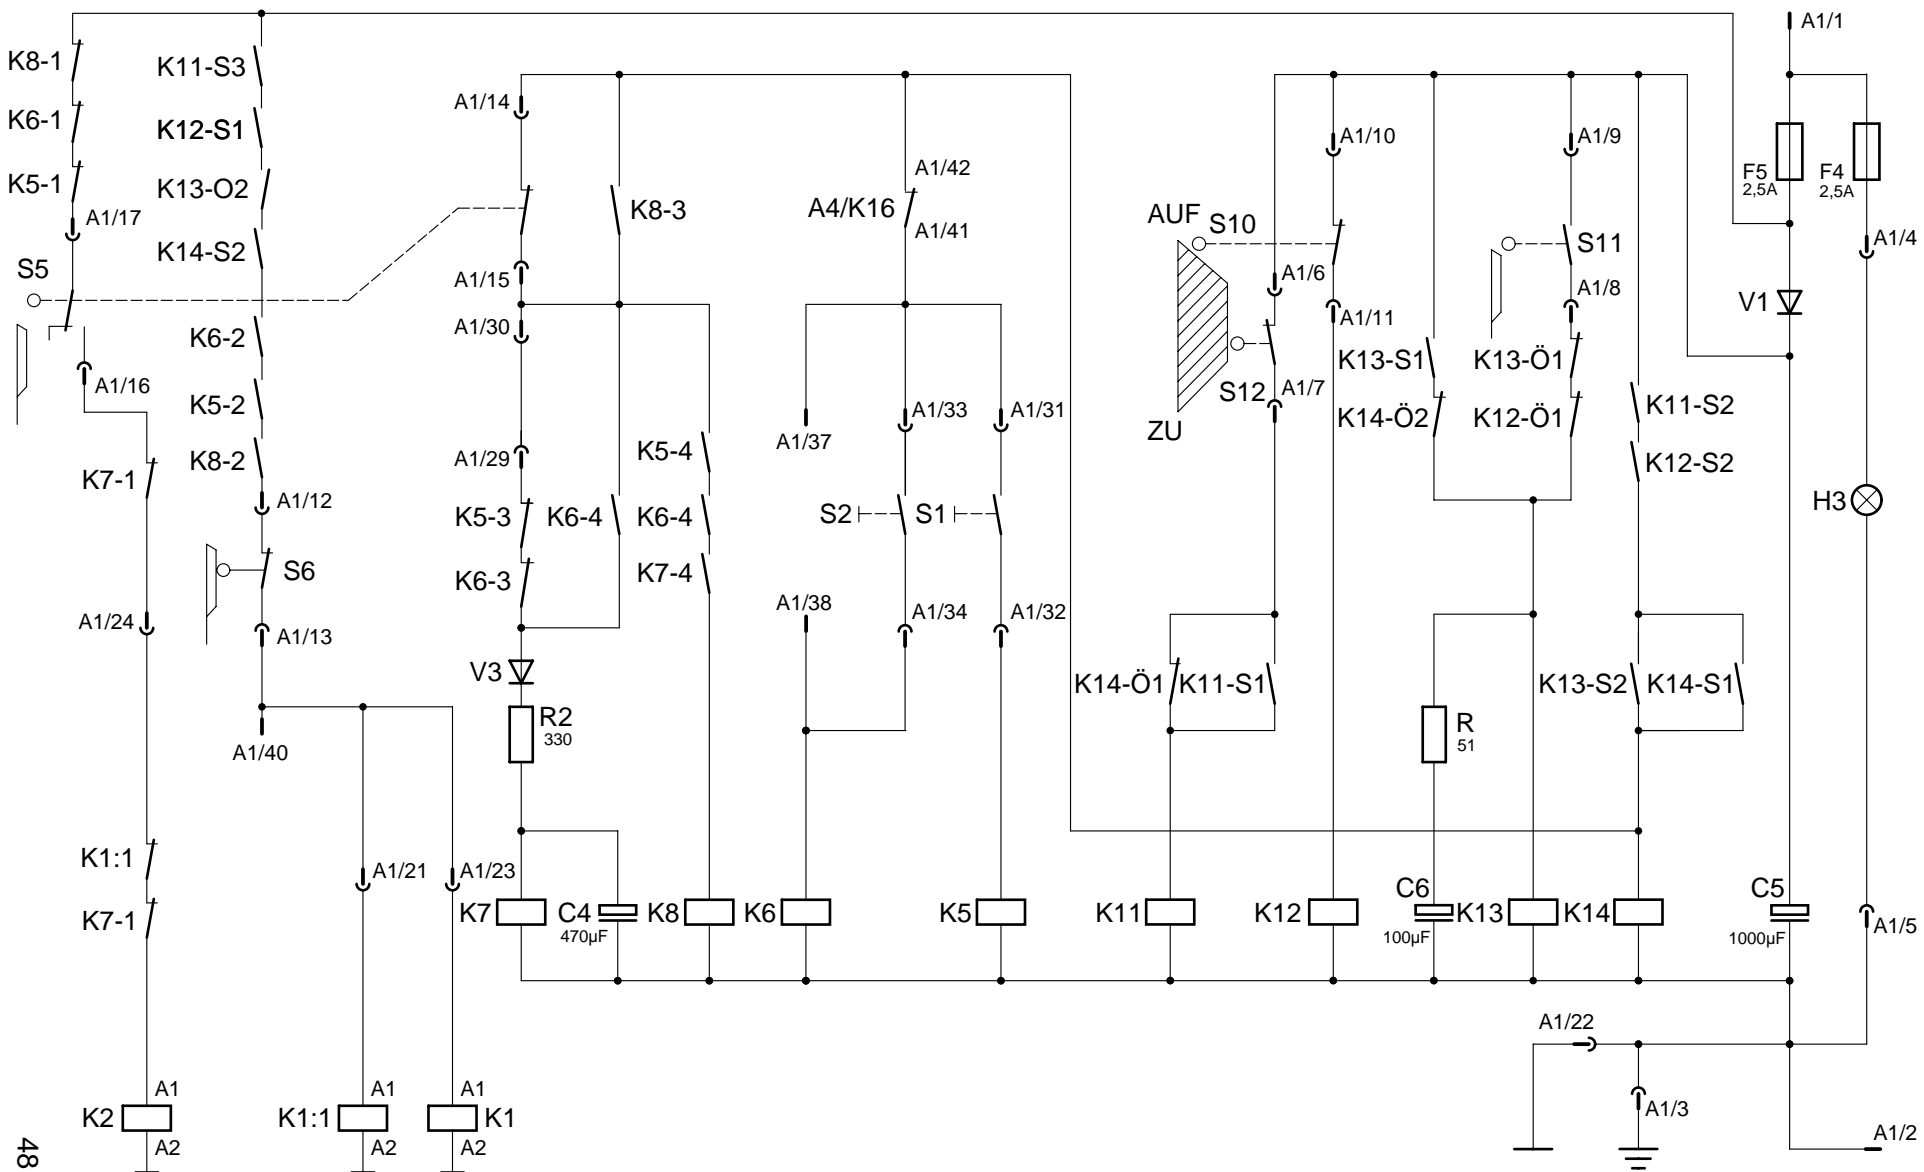 A1/1
K8-1
K11-S3
A1/14
K6-1
K12-S1
A1/10
A1/9
A1/42
F5
2,5A
F4
2,5A
K5-1
K13-O2
A1/17
K8-3
A4/K16
A1/41
AUF
S10
S11
A1/4
K14-S2
S5
A1/15
A1/6
A1/8
V1
A1/30
A1/11
K6-2
K13-S1
K13-Ö1
A1/16
S12
A1/7
K5-2
K11-S2
A1/33
A1/31
K14-Ö2
K12-Ö1
ZU
A1/37
K8-2
A1/29
K5-4
K12-S2
K7-1
A1/12
H3
K5-3
K6-4
K6-4
S2
S1
S6
K6-3
K7-4
A1/38
A1/24
A1/13
A1/34
A1/32
V3
K14-Ö1
K11-S1
K13-S2
K14-S1
R2
330
R
51
A1/40
K1:1
A1/21
A1/23
C4
470µF
C6
100µF
C5
1000µF
K7
K8
K6
K5
K11
K12
K13
K14
K7-1
A1/5
A1/22
A1
A1
A1
A1/3
K2
K1:1
K1
A1/2
A2
A2
A2
48